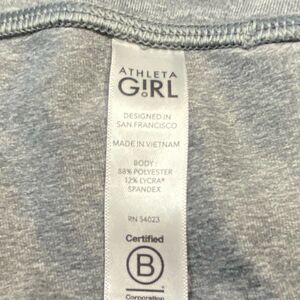 ATHLETA
GIRL
DESIGNED IN
SAN FRANCISCO
MADE IN VIETNAM
BODY:
88% POLYESTER
12% LYCRA®
SPANDEX
RN 54023
Certified
B
Corporation